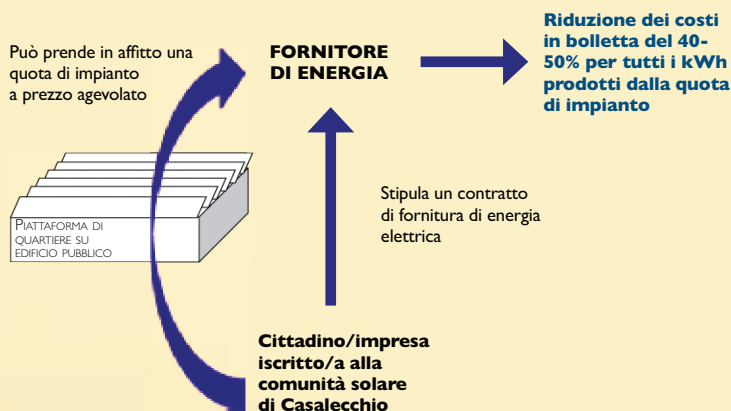 Può prende in affitto una
quota di impianto
a prezzo agevolato
FORNITORE
DI ENERGIA
Riduzione dei costi
in bolletta del 40-
50% per tutti i kWh
prodotti dalla quota
di impianto
PIATTAFORMA DI
QUARTIERE SU
EDIFICIO PUBBLICO
Stipula un contratto
di fornitura di energia
elettrica
Cittadino/impresa
iscritto/a alla
comunità solare
di Casalecchio